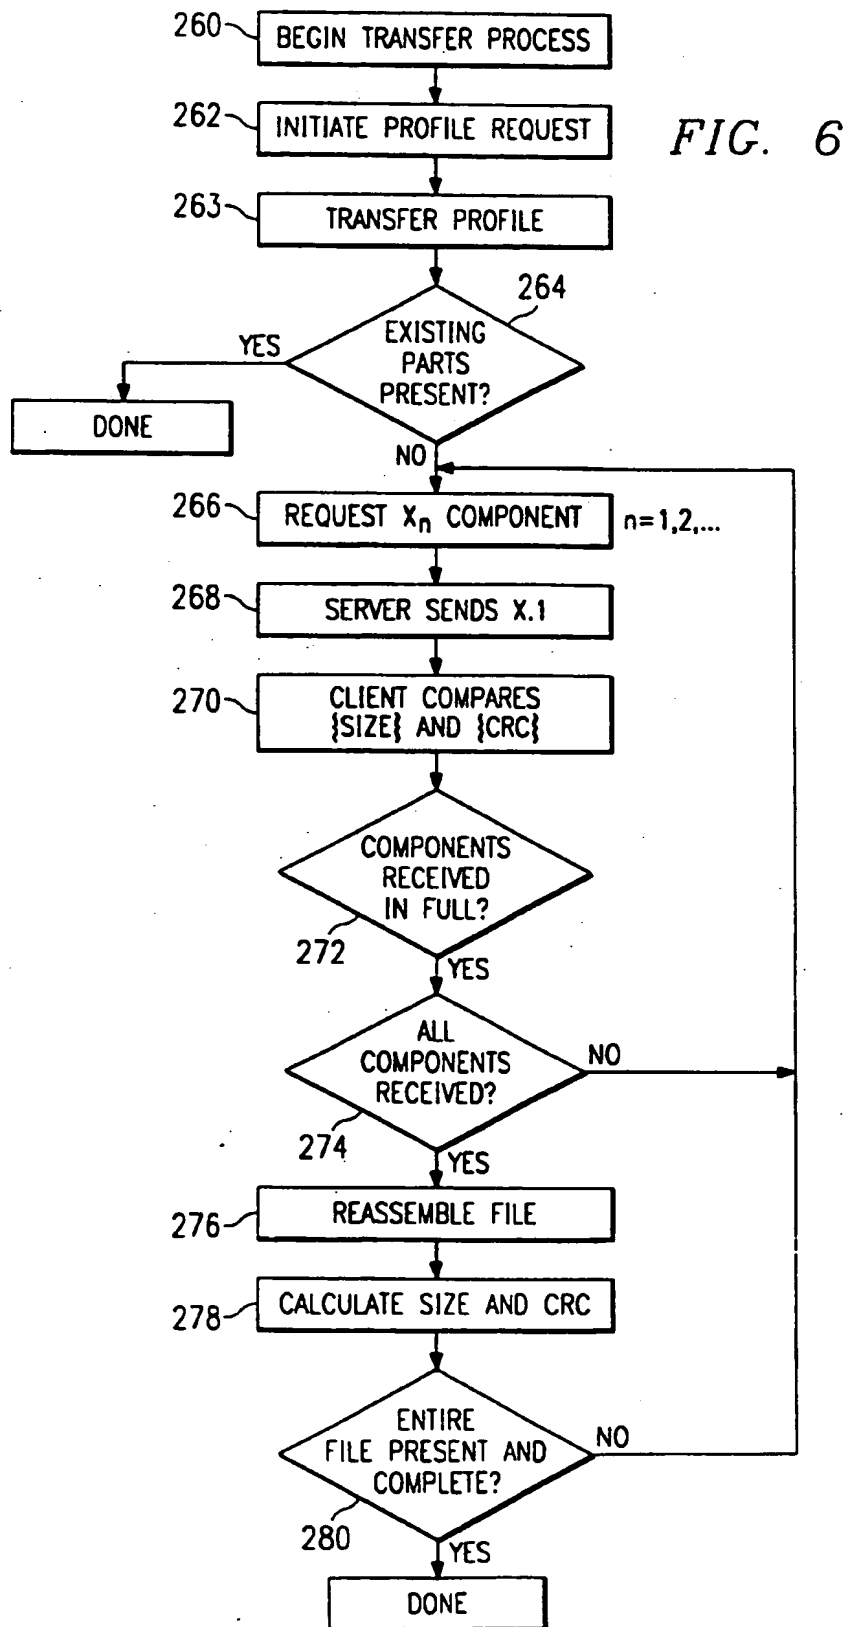 260
BEGIN TRANSFER PROCESS
262
INITIATE PROFILE REQUEST
FIG. 6
263
TRANSFER PROFILE
264
EXISTING
PARTS
PRESENT?
YES
DONE
NO
266
REQUEST Xn COMPONENT
n=1,2,...
268
SERVER SENDS X.1
270
CLIENT COMPARES
{SIZE} AND {CRC}
COMPONENTS
RECEIVED
IN FULL?
272
YES
ALL
COMPONENTS
RECEIVED?
NO
274
YES
276
REASSEMBLE FILE
278
CALCULATE SIZE AND CRC
ENTIRE
FILE PRESENT AND
COMPLETE?
NO
280
YES
DONE